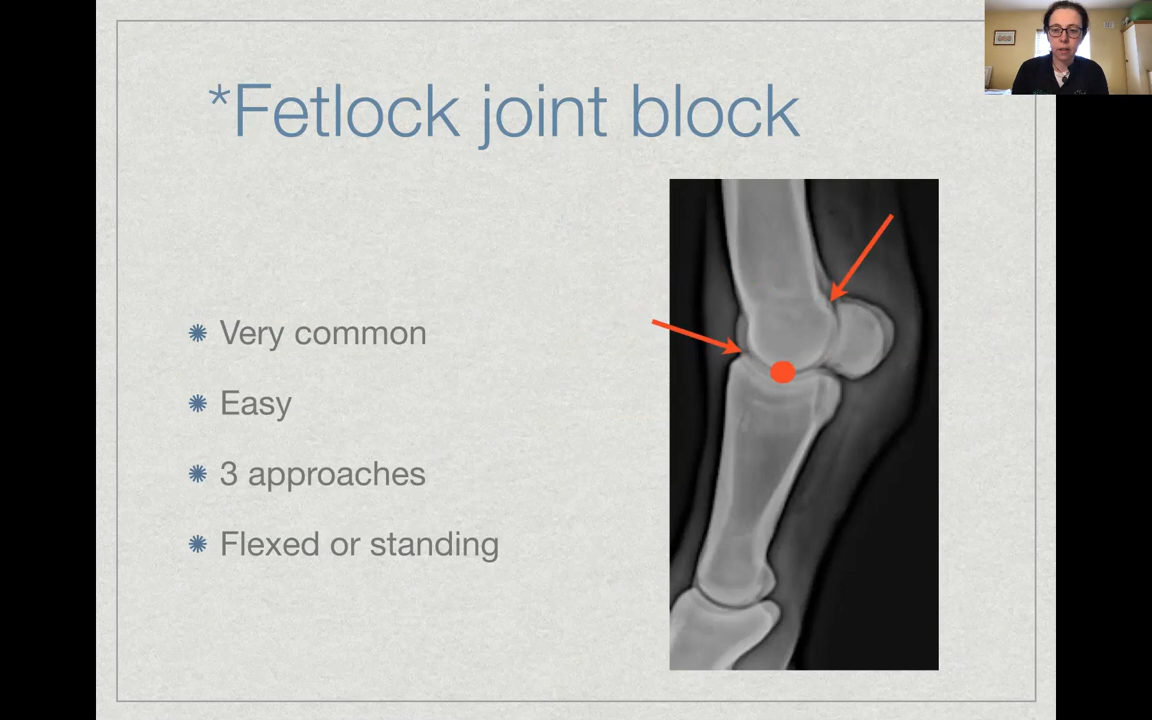 *Fetlock joint block
Very common
Easy
3 approaches
Flexed or standing